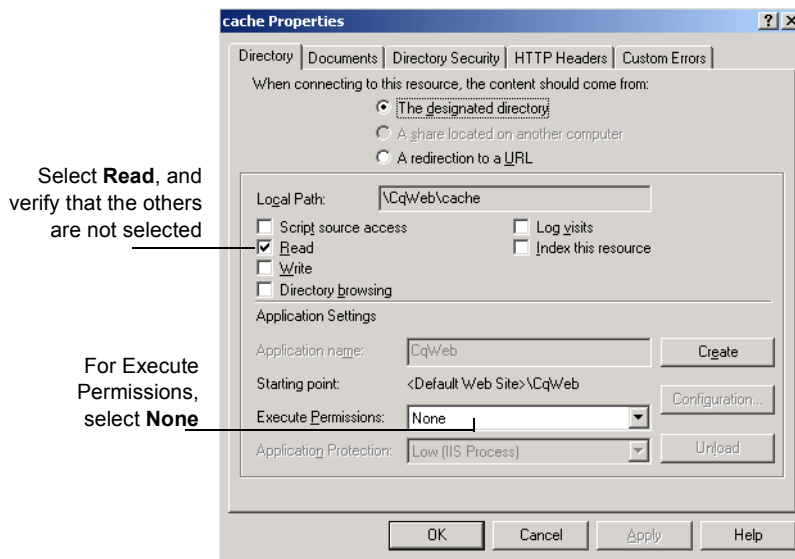 cache Properties
Directory Documents Directory Security HTTP Headers Custom Errors
When connecting to this resource, the content should come from:
The designated directory
A share located on another computer
A redirection to a URL
Select Read, and
verify that the others
are not selected
Local Path: \CqWeb\cache
Script source access Log visits
Read Index this resource
Write
Directory browsing
Application Settings
Application name: CqWeb Create
For Execute
Permissions,
select None
Starting point: <Default Web Site>\CqWeb
Configuration...
Execute Permissions: None
Application Protection: Low (IIS Process) Unload
OK Cancel Apply Help